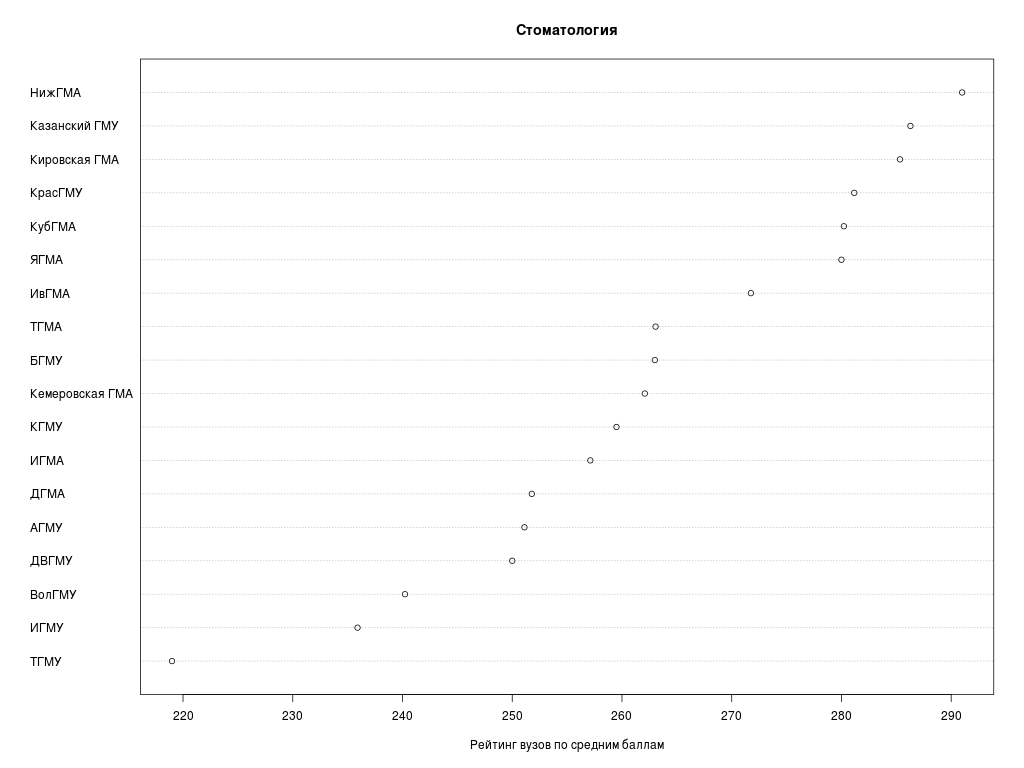 Стоматология
НижГМА
Казанский ГМУ
Кировская ГМА
КрасГМУ
КубГМА
ЯГМА
ИвГМА
ТГМА
БГМУ
Кемеровская ГМА
КГМУ
ИГМА
ДГМА
АГМУ
ДВГМУ
ВолГМУ
ИГМУ
ТГМУ
220 230 240 250 260 270 280 290
Рейтинг вузов по средним баллам